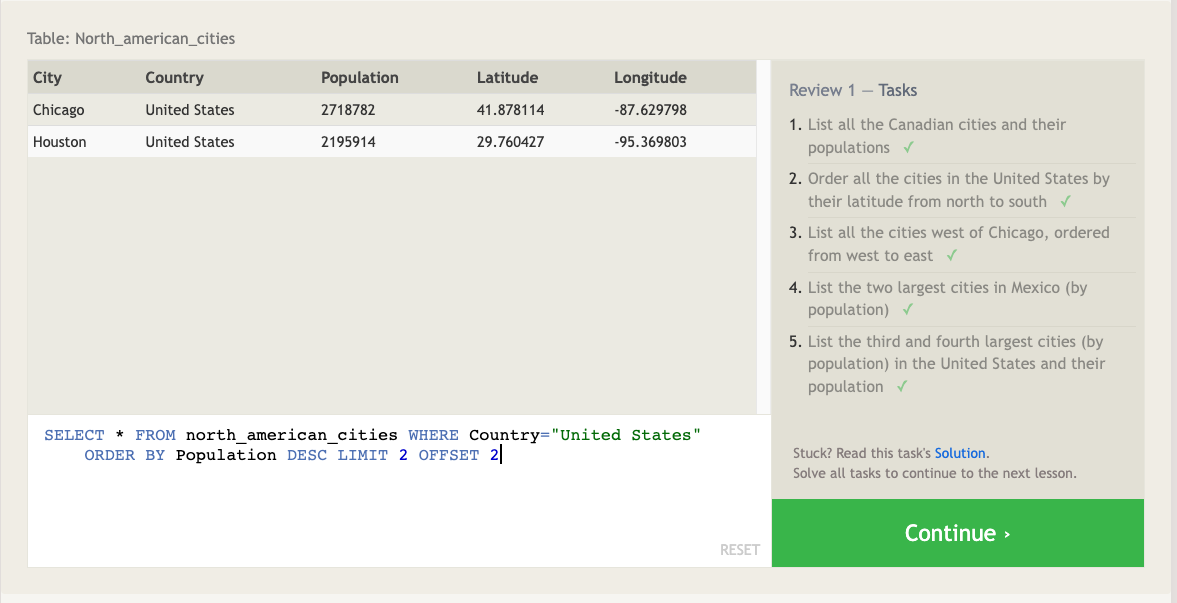 Table: North_american_cities
City Country Population Latitude Longitude
Chicago United States 2718782 41.878114 -87.629798
Houston United States 2195914 29.760427 -95.369803
SELECT * FROM north_american_cities WHERE Country="United States"
ORDER BY Population DESC LIMIT 2 OFFSET 2
RESET
Review 1 — Tasks
1. List all the Canadian cities and their
populations ✓
2. Order all the cities in the United States by
their latitude from north to south ✓
3. List all the cities west of Chicago, ordered
from west to east ✓
4. List the two largest cities in Mexico (by
population) ✓
5. List the third and fourth largest cities (by
population) in the United States and their
population ✓
Stuck? Read this task's Solution.
Solve all tasks to continue to the next lesson.
Continue ›